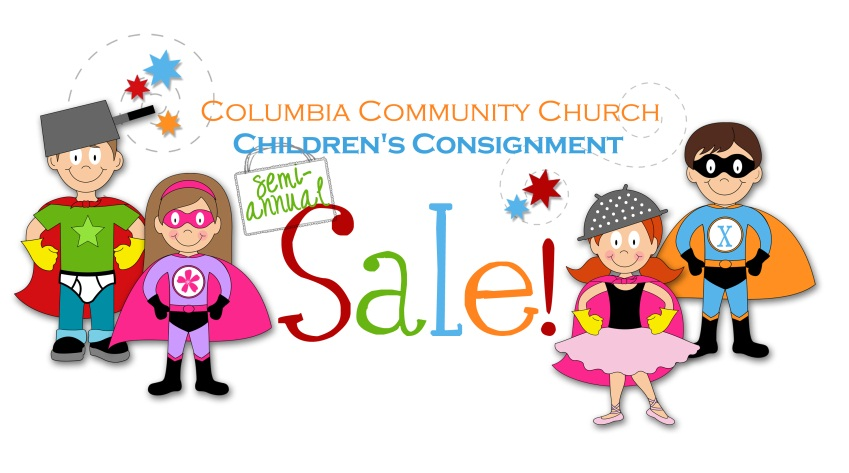 Columbia Community Church
Children's Consignment
semi-
annual
Sale!
X